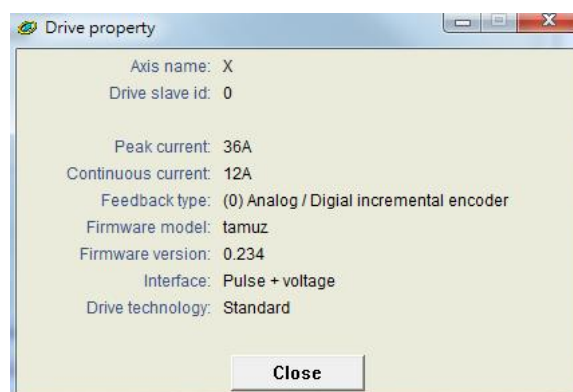 Drive property
Axis name: X
Drive slave id: 0
Peak current: 36A
Continuous current: 12A
Feedback type: (0) Analog / Digial incremental encoder
Firmware model: tamuz
Firmware version: 0.234
Interface: Pulse + voltage
Drive technology: Standard
Close